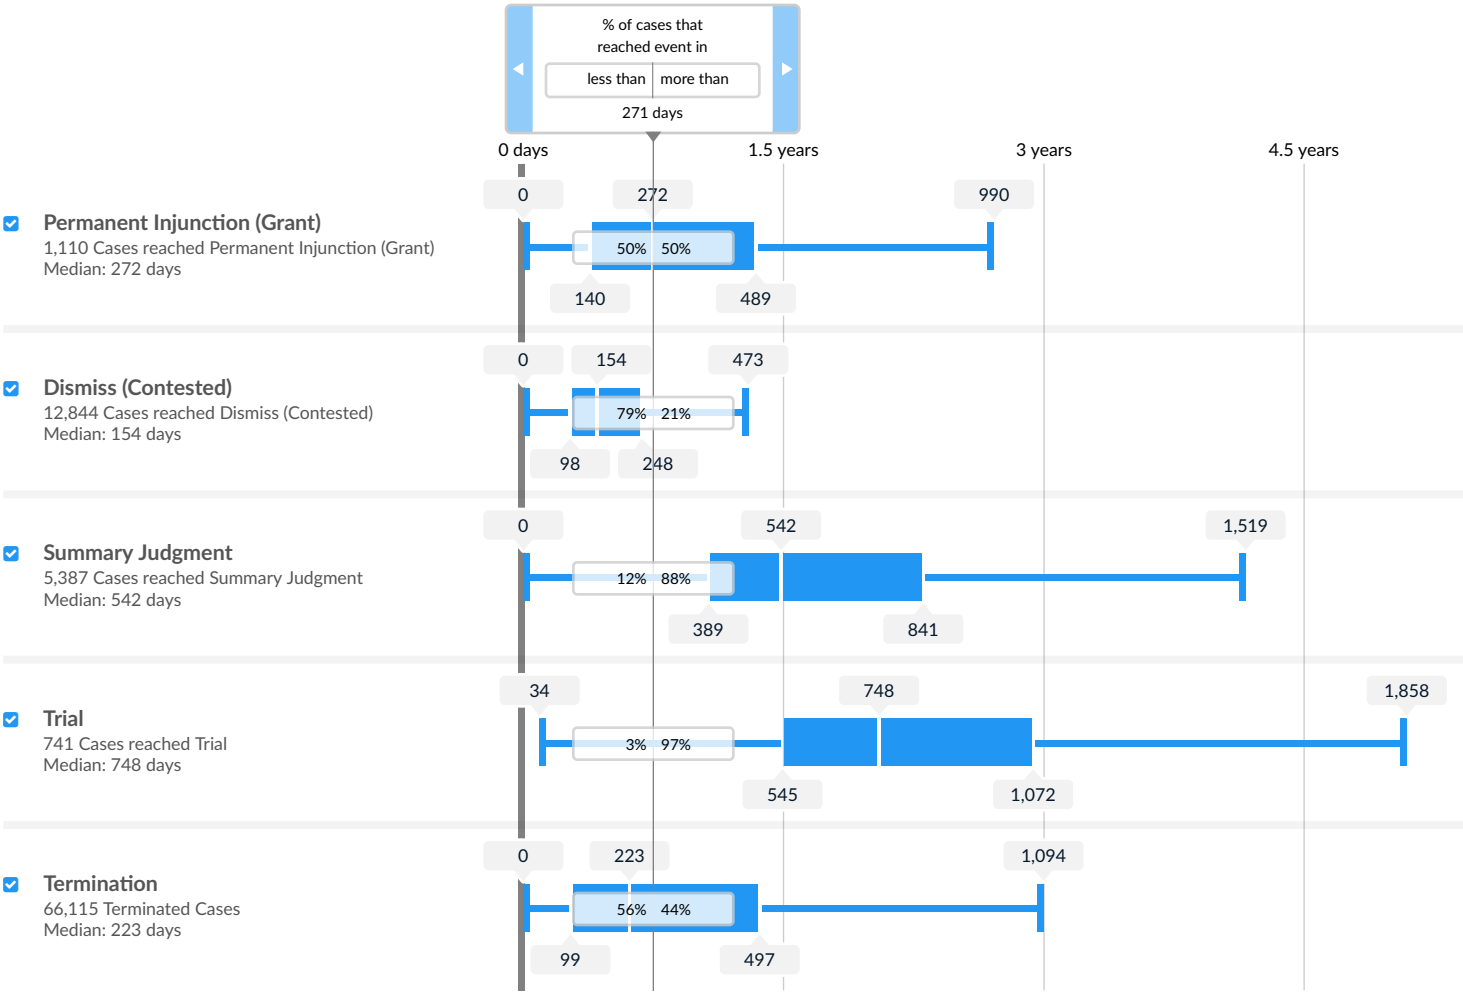 % of cases that
reached event in
less than more than
271 days
0 days 1.5 years 3 years 4.5 years
0 272 990
Permanent Injunction (Grant)
1,110 Cases reached Permanent Injunction (Grant)
50% 50%
Median: 272 days
140 489
0 154 473
Dismiss (Contested)
12,844 Cases reached Dismiss (Contested)
79% 21%
Median: 154 days
98 248
0 542 1,519
Summary Judgment
5,387 Cases reached Summary Judgment
12% 88%
Median: 542 days
389 841
34 748 1,858
Trial
741 Cases reached Trial
3% 97%
Median: 748 days
545 1,072
0 223 1,094
Termination
66,115 Terminated Cases
56% 44%
Median: 223 days
99 497